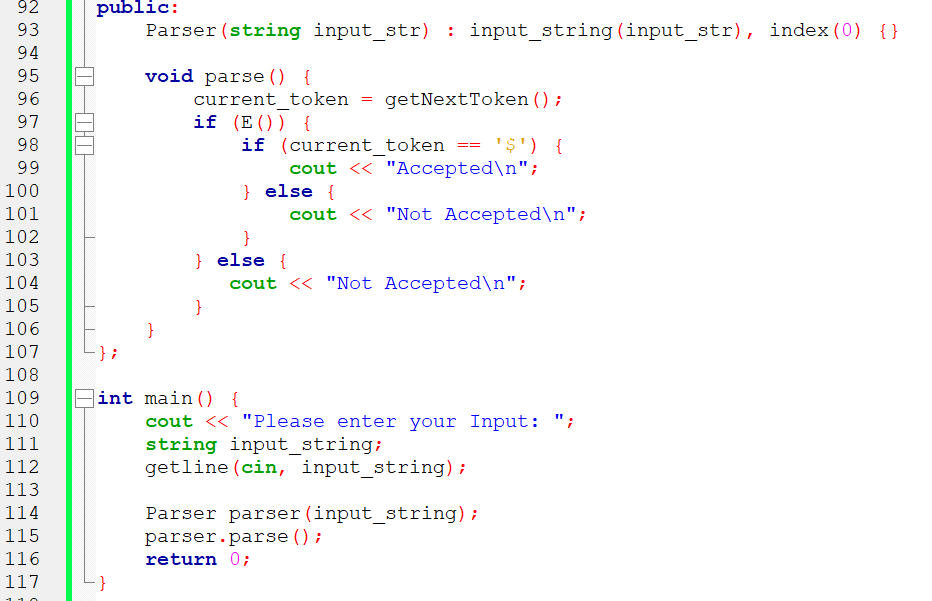 92 public:
93     Parser(string input_str) : input_string(input_str), index(0) {}
94
95     void parse() {
96         current_token = getNextToken();
97         if (E()) {
98             if (current_token == '$') {
99                 cout << "Accepted\n";
100             } else {
101                 cout << "Not Accepted\n";
102             }
103         } else {
104            cout << "Not Accepted\n";
105         }
106     }
107 };
108
109 int main() {
110     cout << "Please enter your Input: ";
111     string input_string;
112     getline(cin, input_string);
113
114     Parser parser(input_string);
115     parser.parse();
116     return 0;
117 }